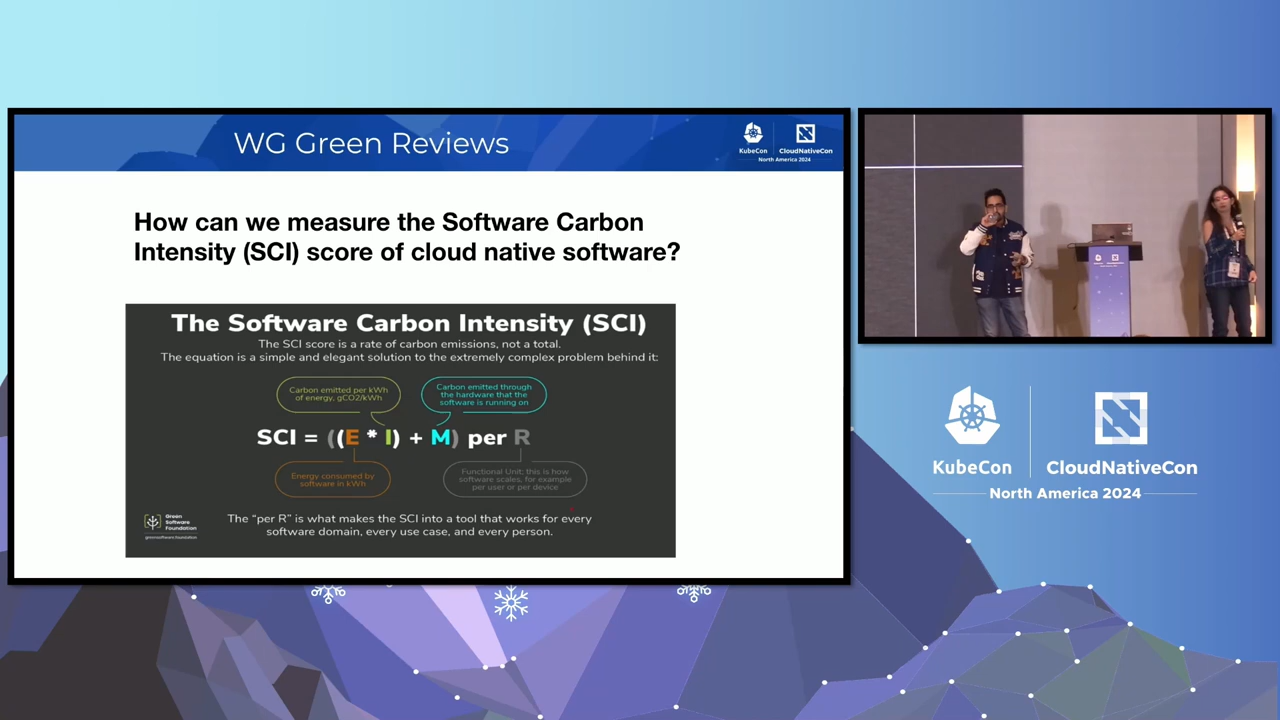 WG Green Reviews
KubeCon
CloudNativeCon
North America 2024
How can we measure the Software Carbon
Intensity (SCI) score of cloud native software?
The Software Carbon Intensity (SCI)
The SCI score is a rate of carbon emissions, not a total.
The equation is a simple and elegant solution to the extremely complex problem behind it:
Carbon emitted per kWh
of energy, gCO2/kWh
Carbon emitted through
the hardware that the
software is running on
SCI = ((E * I) + M) per R
Energy consumed by
software in kWh
Functional Unit; this is how
software scales, for example
per user or per device
Green
Software
Foundation
greensoftware.foundation
The “per R” is what makes the SCI into a tool that works for every
software domain, every use case, and every person.
KubeCon
CloudNativeCon
North America 2024